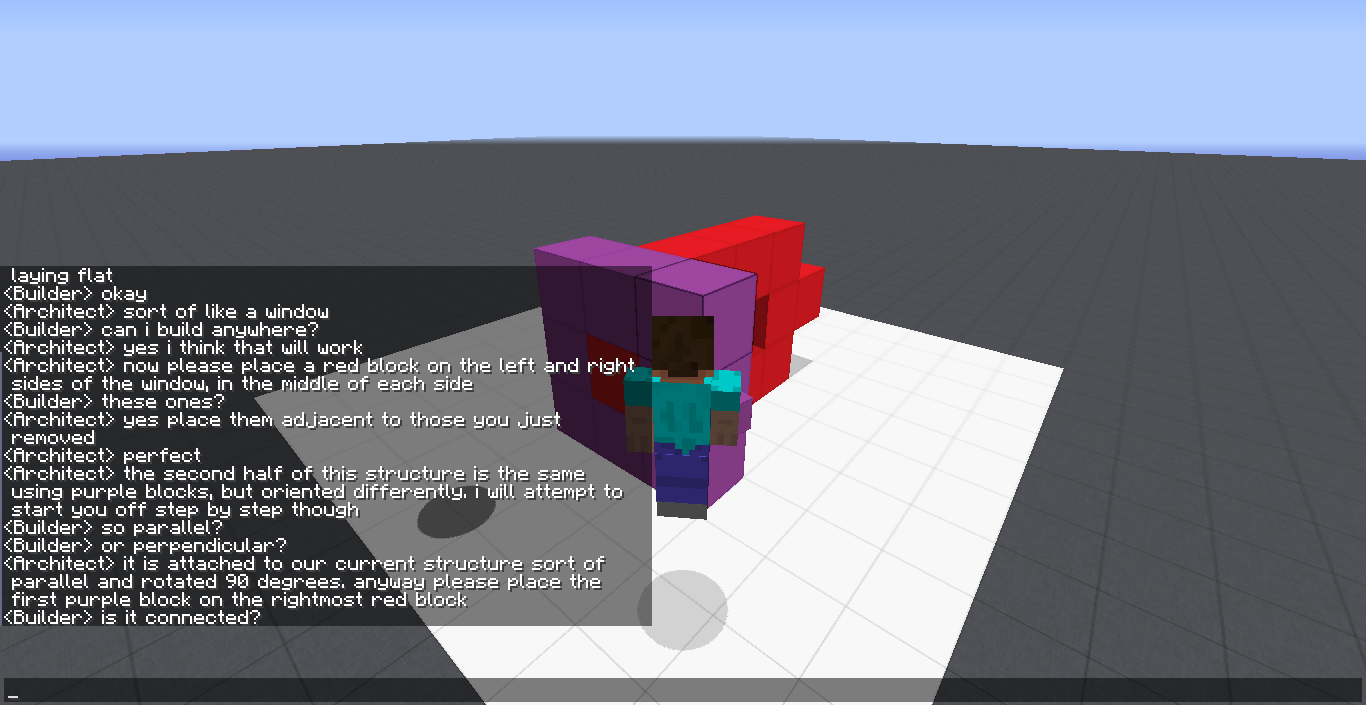 laying flat
<Builder> okay
<Architect> sort of like a window
<Builder> can i build anywhere?
<Architect> yes i think that will work
<Architect> now please place a red block on the left and right
sides of the window, in the middle of each side
<Builder> these ones?
<Architect> yes place them adjacent to those you just
removed
<Architect> perfect
<Architect> the second half of this structure is the same
using purple blocks, but oriented differently. i will attempt to
start you off step by step though
<Builder> so parallel?
<Builder> or perpendicular?
<Architect> it is attached to our current structure sort of
parallel and rotated 90 degrees. anyway please place the
first purple block on the rightmost red block
<Builder> is it connected?
_